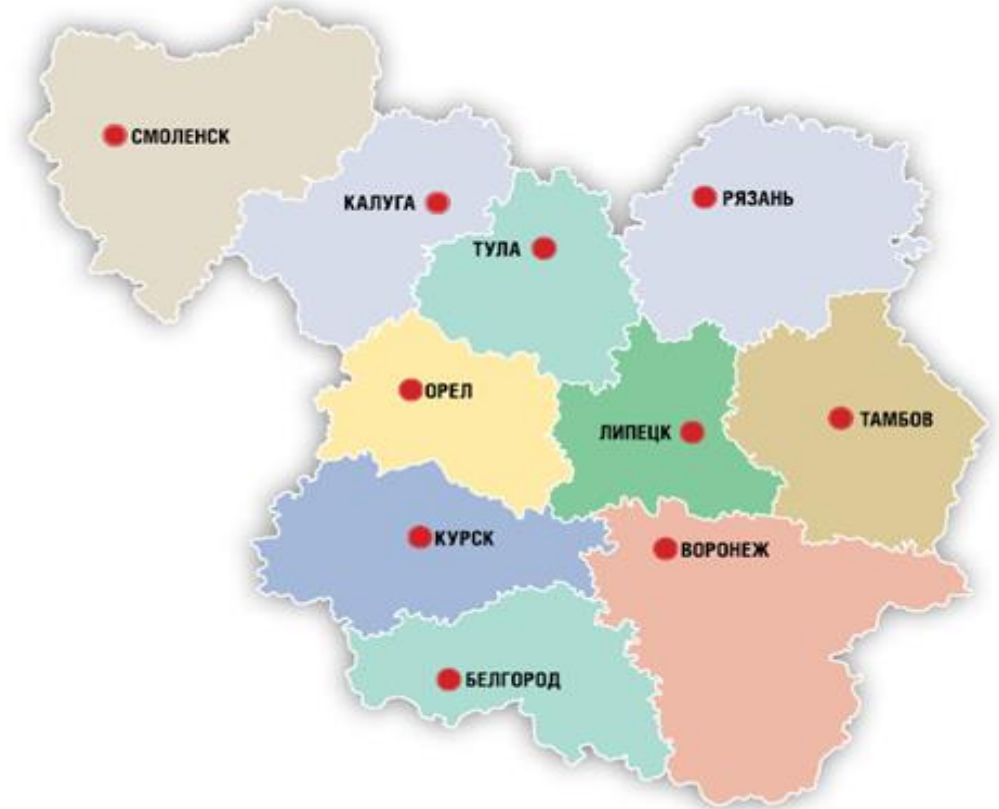 СМОЛЕНСК
КАЛУГА
РЯЗАНЬ
ТУЛА
ОРЕЛ
ТАМБОВ
ЛИПЕЦК
КУРСК
ВОРОНЕЖ
БЕЛГОРОД